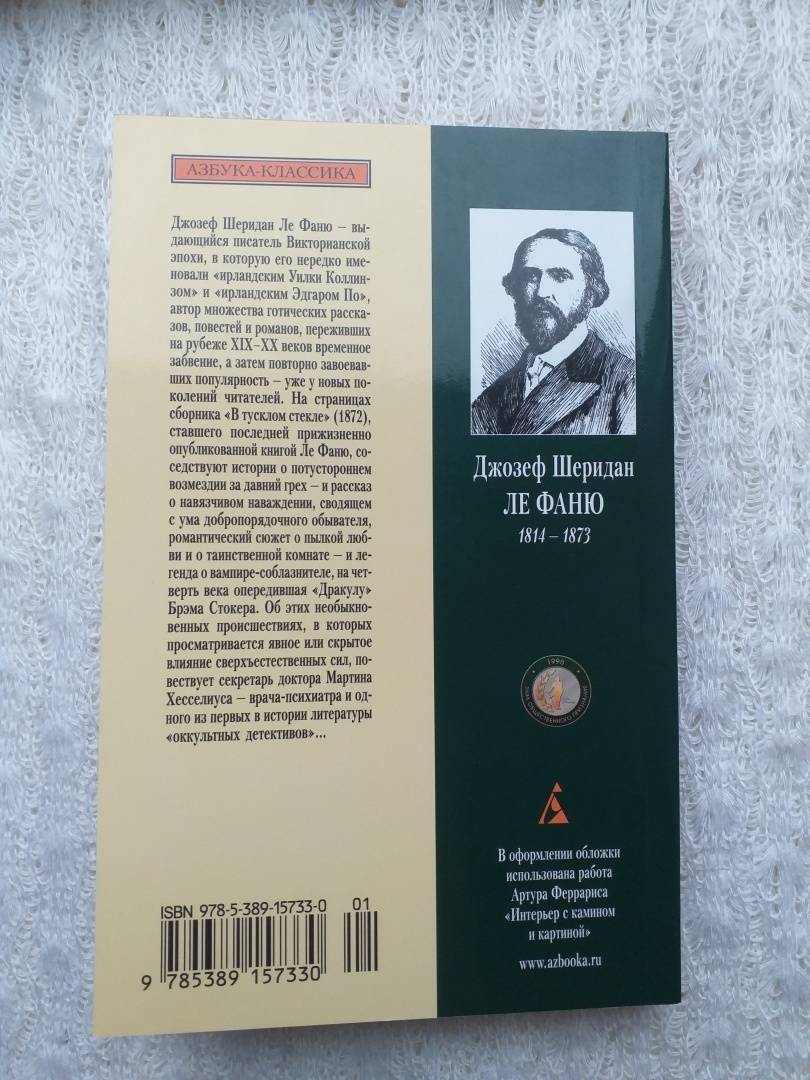 АЗБУКА-КЛАССИКА
Джозеф Шеридан Ле Фаню – вы-
дающийся писатель Викторианской
эпохи, в которую его нередко име-
новали «ирландским Уилки Коллин-
зом» и «ирландским Эдгаром По»,
автор множества готических расска-
зов, повестей и романов, переживших
на рубеже XIX–XX веков временное
забвение, а затем повторно завоевав-
ших популярность – уже у новых по-
колений читателей. На страницах
сборника «В тусклом стекле» (1872),
ставшего последней прижизненно
опубликованной книгой Ле Фаню, со-
седствуют истории о потустороннем
возмездии за давний грех – и рассказ
о навязчивом наваждении, сводящем
с ума добропорядочного обывателя,
романтический сюжет о пылкой люб-
ви и о таинственной комнате – и ле-
генда о вампире-соблазнителе, на чет-
верть века опередившая «Дракулу»
Брэма Стокера. Об этих необыкно-
венных происшествиях, в которых
просматривается явное или скрытое
влияние сверхъестественных сил, по-
вествует секретарь доктора Мартина
Хесселиуса – врача-психиатра и од-
ного из первых в истории литературы
«оккультных детективов»...
ISBN 978-5-389-15733-0 01
9 785389 157330
Джозеф Шеридан
ЛЕ ФАНЮ
1814 – 1873
1998
ЗНАК ОБЩЕСТВЕННОГО ПРИЗНАНИЯ
В оформлении обложки
использована работа
Артура Феррариса
«Интерьер с камином
и картиной»
www.azbooka.ru